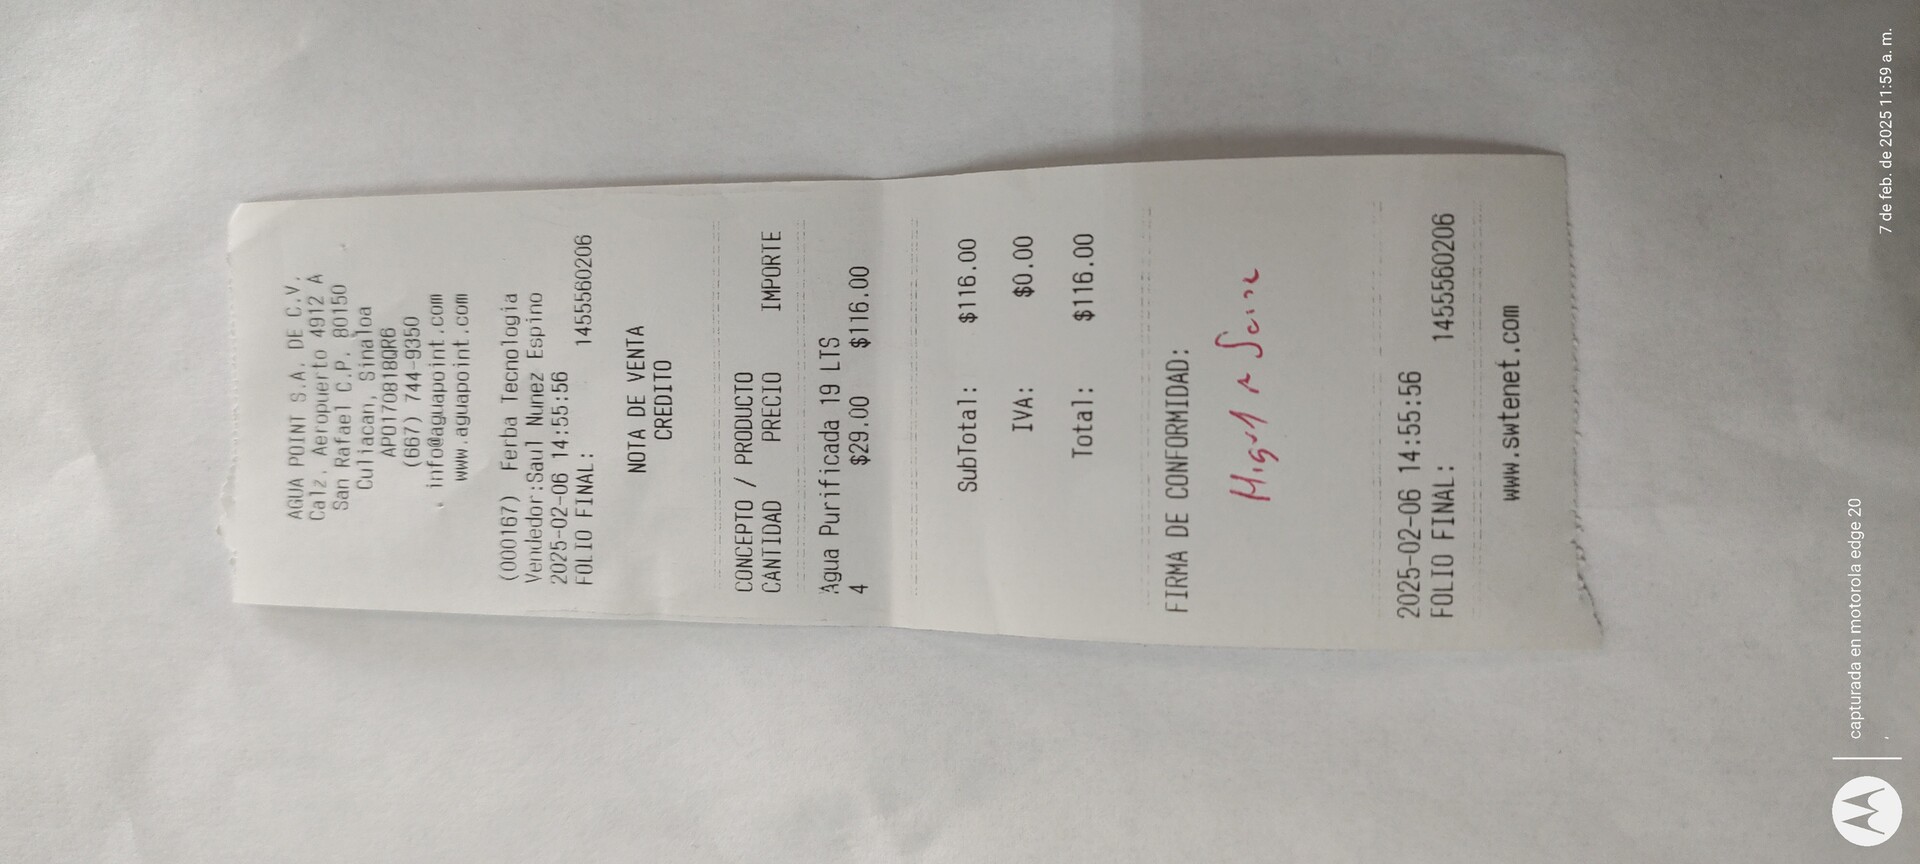 AGUA POINT S.A. DE C.V.
Calz. Aeropuerto 4912 A
San Rafael C.P. 80150
Culiacan, Sinaloa
APO170818QR6
(667) 744-9350
info@aguapoint.com
www.aguapoint.com
(000167) Ferba Tecnologia
Vendedor:Saul Nunez Espino
2025-02-06 14:55:56
FOLIO FINAL: 1455560206
NOTA DE VENTA
CREDITO
CONCEPTO / PRODUCTO
CANTIDAD PRECIO IMPORTE
Agua Purificada 19 LTS
4 $29.00 $116.00
SubTotal: $116.00
IVA: $0.00
Total: $116.00
FIRMA DE CONFORMIDAD:
2025-02-06 14:55:56
FOLIO FINAL: 1455560206
www.swtenet.com
capturada en motorola edge 20
7 de feb. de 2025 11:59 a. m.